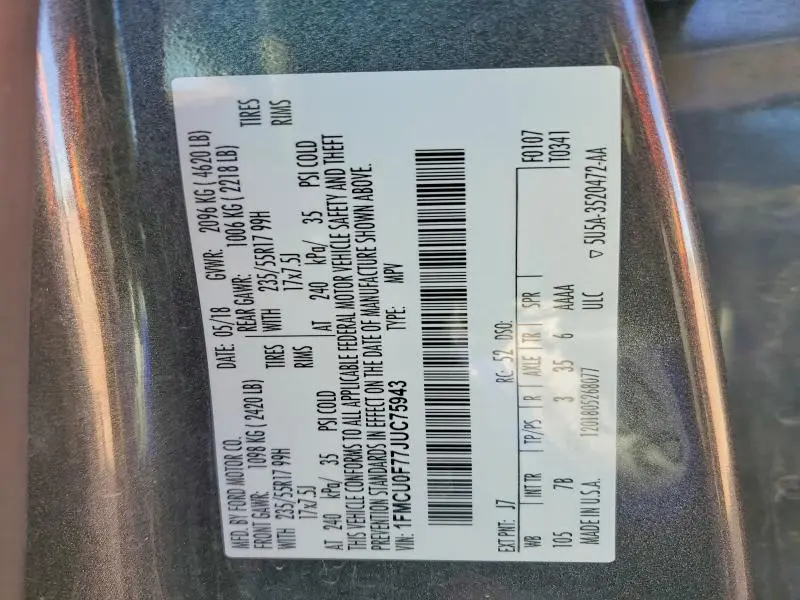 MFD. BY FORD MOTOR CO.
DATE: 05/18 GVWR: 2096 KG ( 4620 LB)
FRONT GAWR: 1098 KG ( 2420 LB) REAR GAWR: 1006 KG ( 2218 LB)
WITH 235/55R17 99H TIRES WITH 235/55R17 99H TIRES
17x7.5J RIMS 17x7.5J RIMS
AT 240 kPa/ 35 PSI COLD AT 240 kPa/ 35 PSI COLD
THIS VEHICLE CONFORMS TO ALL APPLICABLE FEDERAL MOTOR VEHICLE SAFETY AND THEFT
PREVENTION STANDARDS IN EFFECT ON THE DATE OF MANUFACTURE SHOWN ABOVE.
VIN: 1FMCU0F77JUC75943 TYPE: MPV
EXT PNT: J7 RC: 52 DSO: F0107
WB INT TR TP/PS R AXLE TR SPR T0341
105 7B 3 35 6 AAAA
MADE IN U.S.A. 1201805268077 ULC ▽ 5U5A-3520472-AA